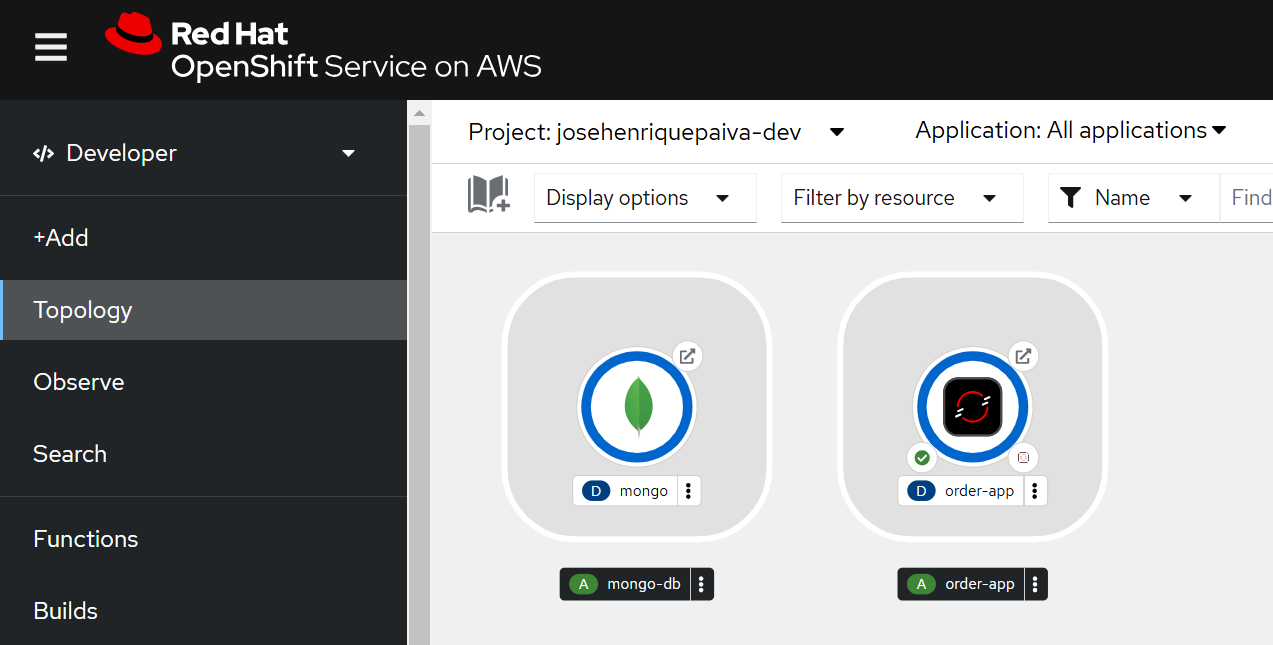 Red Hat
OpenShift Service on AWS
Developer
+Add
Topology
Observe
Search
Functions
Builds
Project: josehenriquepaiva-dev
Application: All applications
Display options
Filter by resource
Name
Find
D mongo
D order-app
A mongo-db
A order-app